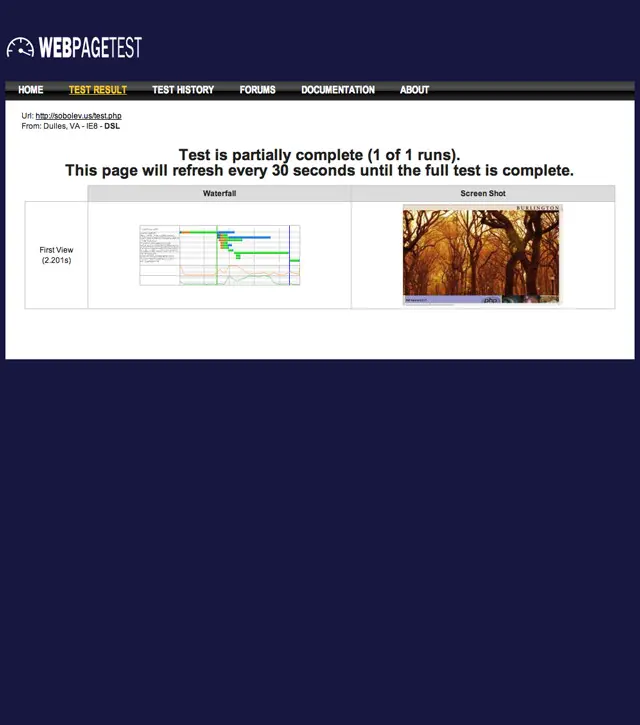 WEBPAGETEST
HOME TEST RESULT TEST HISTORY FORUMS DOCUMENTATION ABOUT
Url: http://sobolev.us/test.php
From: Dulles, VA - IE8 - DSL
Test is partially complete (1 of 1 runs).
This page will refresh every 30 seconds until the full test is complete.
Waterfall Screen Shot
First View
(2.201s)
BURLINGTON
php